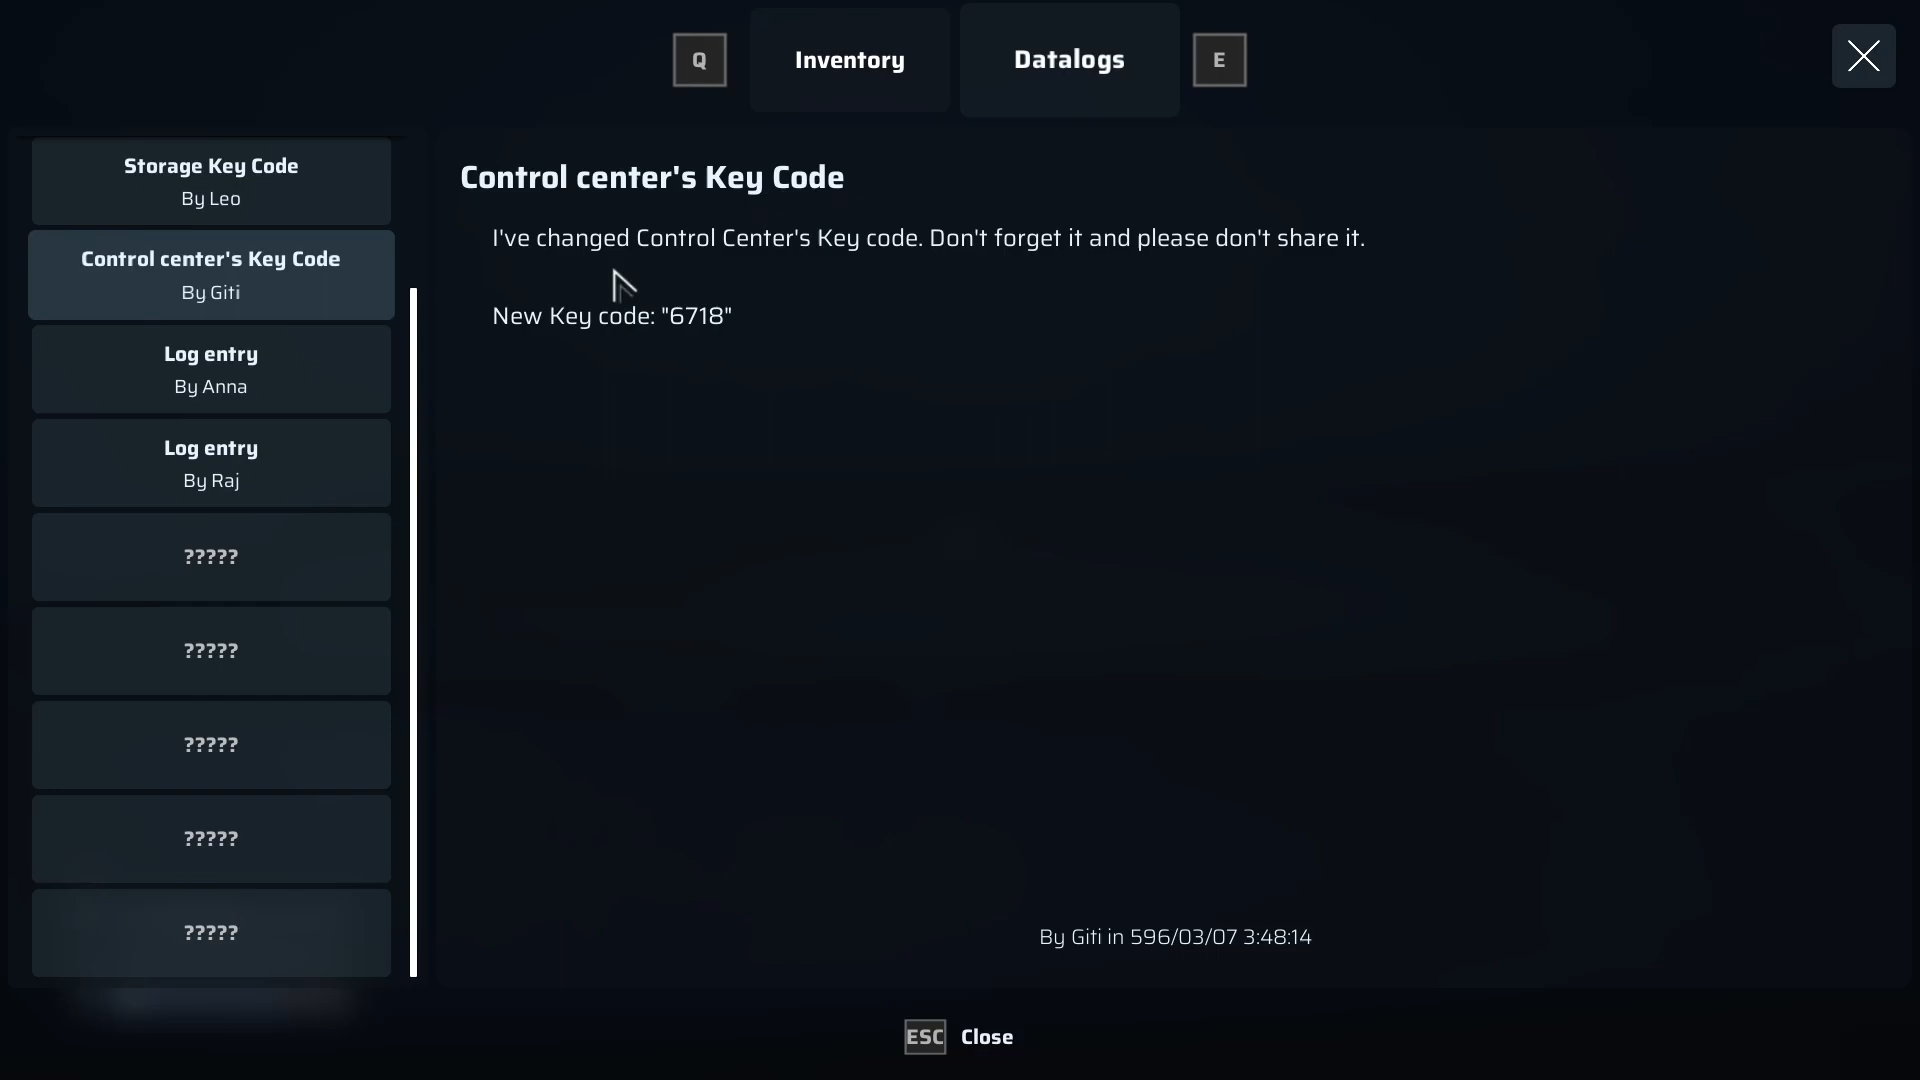 Q
Inventory
Datalogs
E
Storage Key Code
By Leo
Control center's Key Code
By Giti
Log entry
By Anna
Log entry
By Raj
?????
?????
?????
?????
?????
Control center's Key Code
I've changed Control Center's Key code. Don't forget it and please don't share it.
New Key code: "6718"
By Giti in 596/03/07 3:48:14
ESC Close